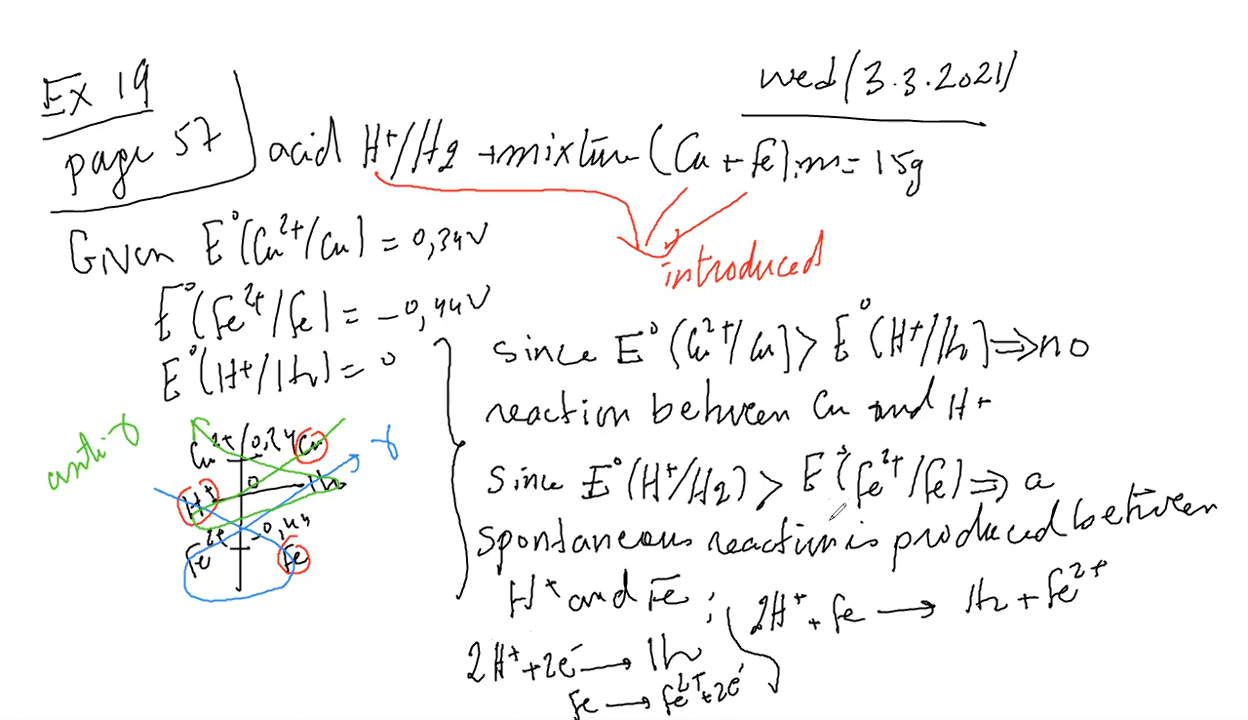 Ex 19
page 57
wed/3.3.2021/
acid H⁺/H₂ + mixture (Cu + Fe). m = 15g
introduced
Given E°(Cu²⁺/Cu) = 0,34V
E°(Fe²⁺/Fe) = -0,44V
E°(H⁺/H₂) = 0
anti-γ
Cu²⁺ 0,34 Cu
γ
H⁺ 0 H₂
Fe²⁺ -0,44 Fe
since E°(Cu²⁺/Cu) > E°(H⁺/H₂) ⇒ no
reaction between Cu and H⁺
since E°(H⁺/H₂) > E°(Fe²⁺/Fe) ⇒ a
spontaneous reaction is produced between
H⁺ and Fe ;
2H⁺ + Fe → H₂ + Fe²⁺
2H⁺ + 2e⁻ → H₂
Fe → Fe²⁺ + 2e⁻